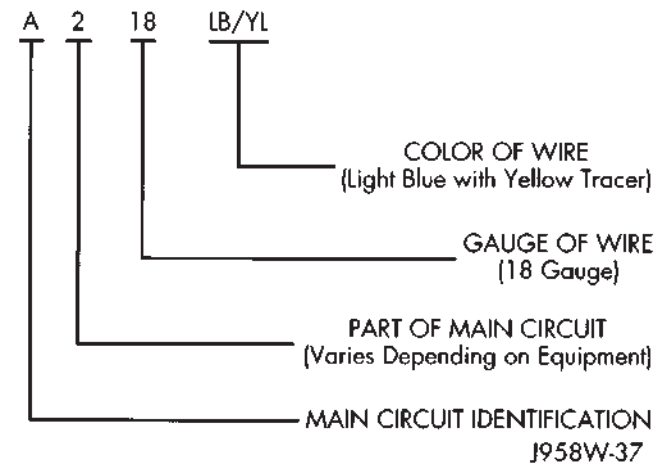 A 2 18 LB/YL
COLOR OF WIRE
(Light Blue with Yellow Tracer)
GAUGE OF WIRE
(18 Gauge)
PART OF MAIN CIRCUIT
(Varies Depending on Equipment)
MAIN CIRCUIT IDENTIFICATION
J958W-37